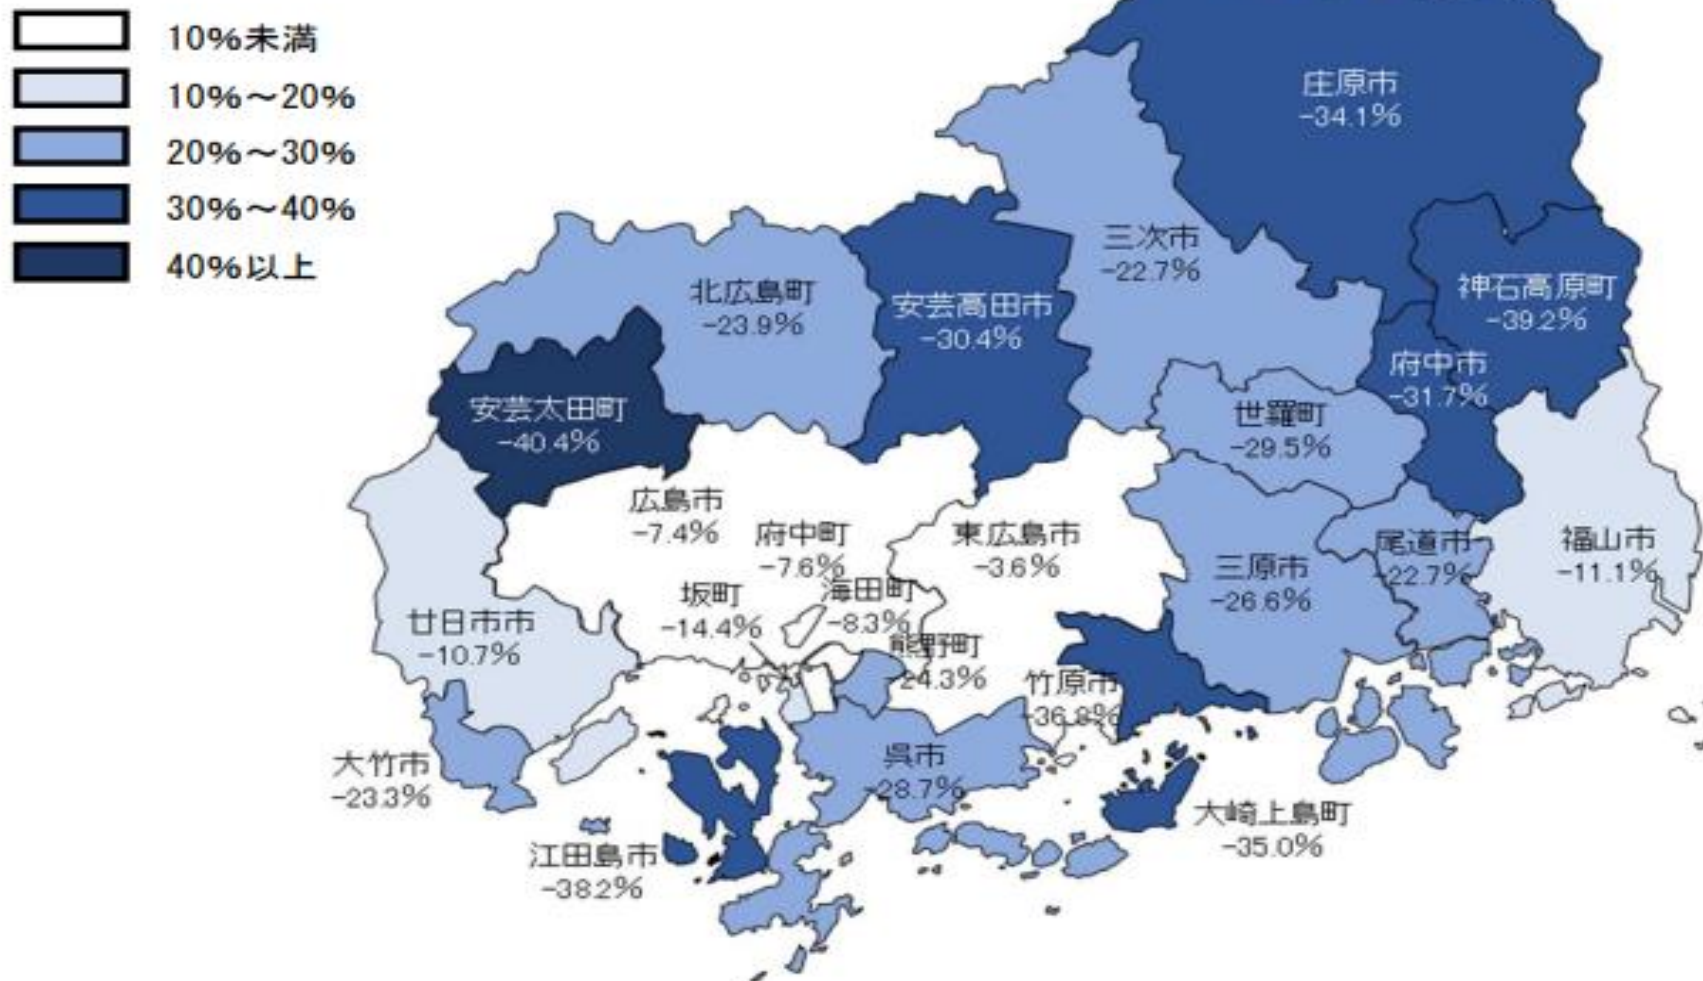 10%未満
10%～20%
20%～30%
30%～40%
40%以上
庄原市
-34.1%
三次市
-22.7%
神石高原町
-39.2%
北広島町
-23.9%
安芸高田市
-30.4%
府中市
-31.7%
安芸太田町
-40.4%
世羅町
-29.5%
広島市
-7.4%
府中町
-7.6%
東広島市
-3.6%
尾道市
-22.7%
福山市
-11.1%
三原市
-26.6%
坂町
-14.4%
海田町
-8.3%
廿日市市
-10.7%
熊野町
-24.3%
竹原市
-36.8%
大竹市
-23.3%
呉市
-28.7%
大崎上島町
-35.0%
江田島市
-38.2%